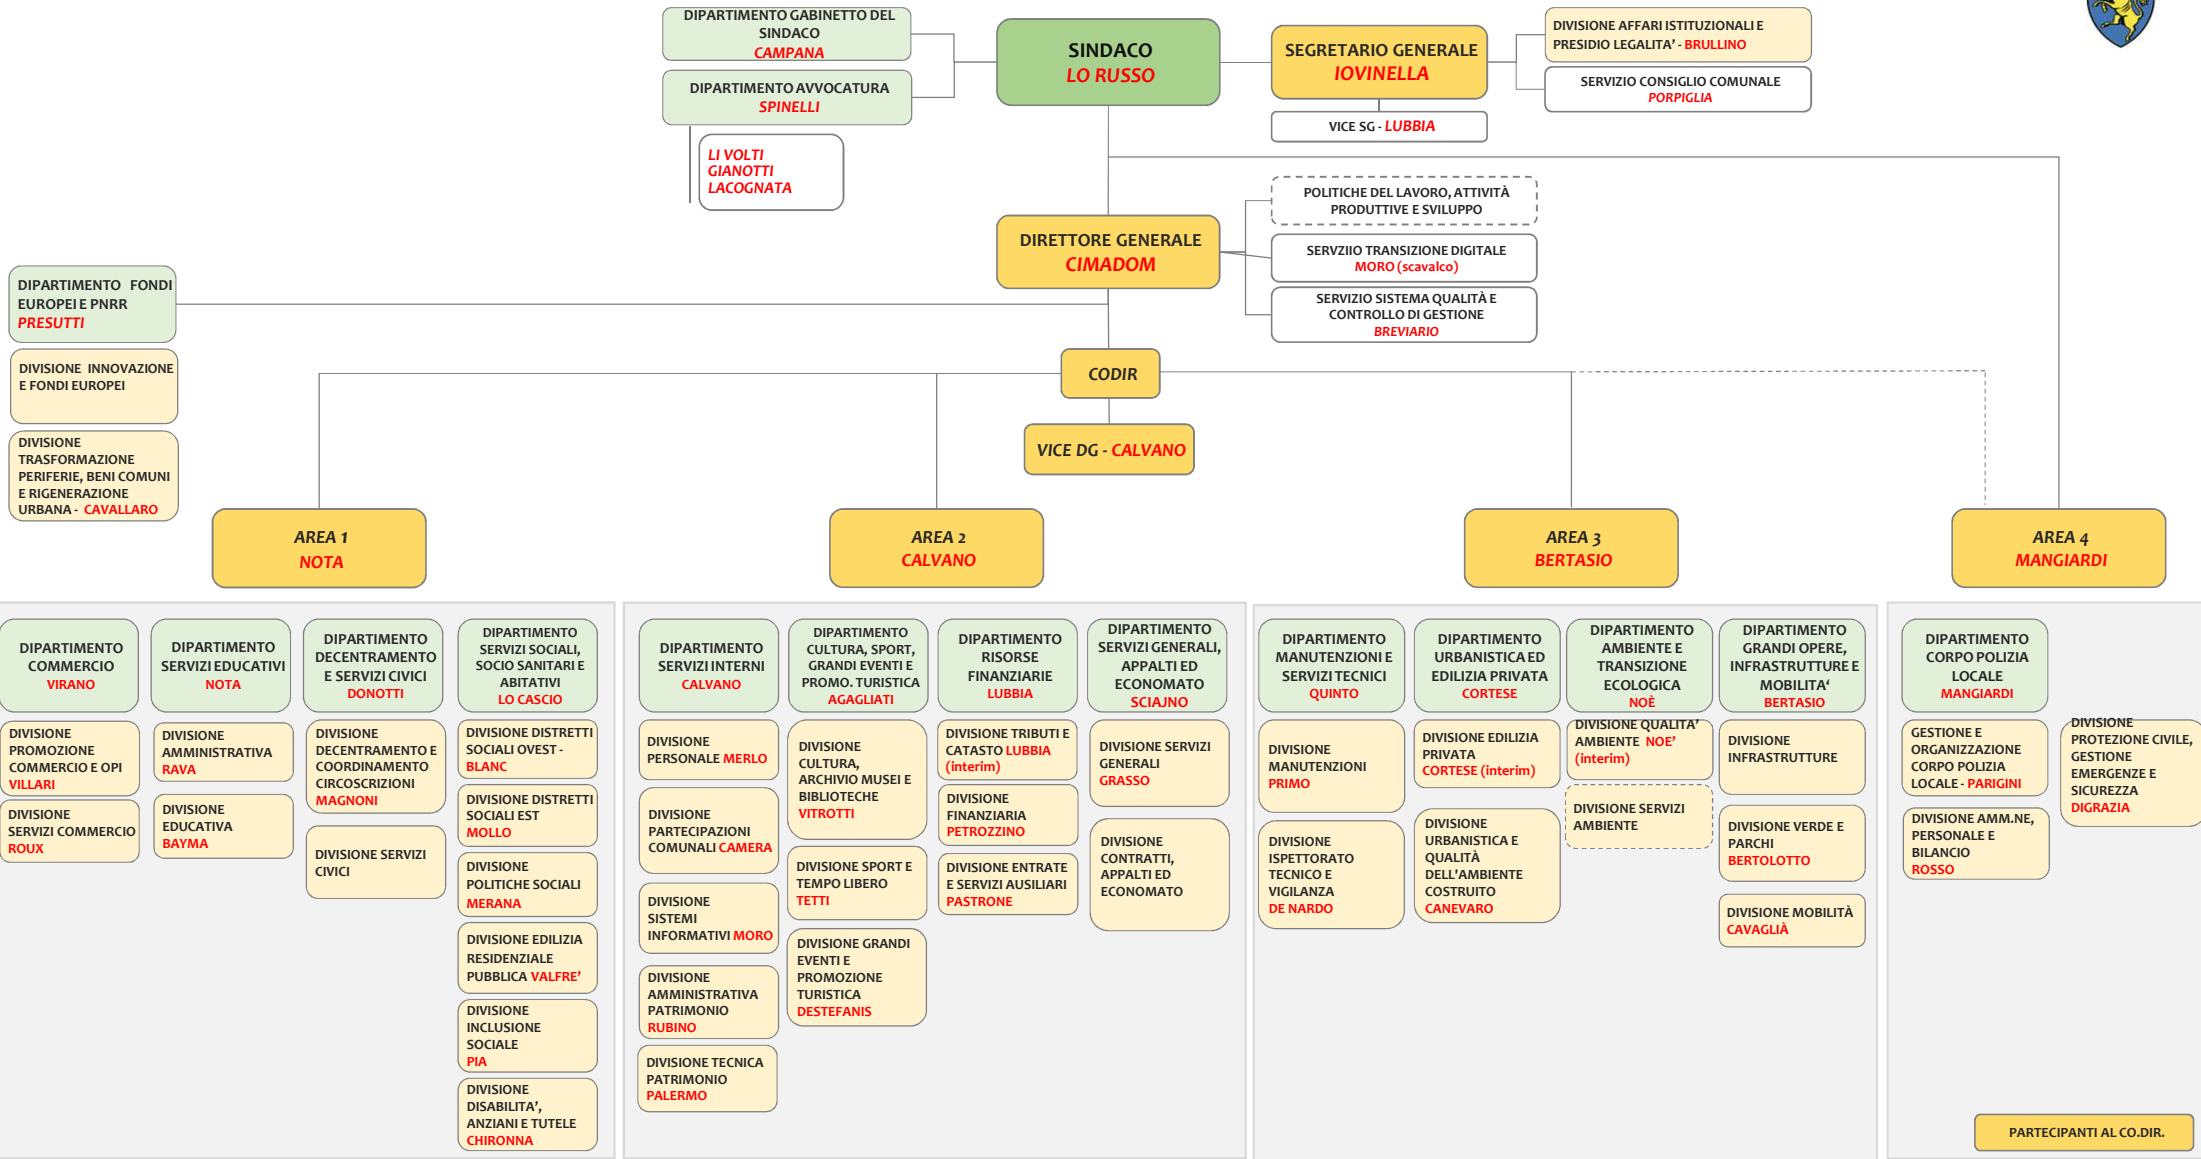 DIPARTIMENTO GABINETTO DEL
SINDACO
CAMPANA
DIPARTIMENTO AVVOCATURA
SPINELLI
LI VOLTI
GIANOTTI
LACOGNATA
SINDACO
LO RUSSO
SEGRETARIO GENERALE
IOVINELLA
VICE SG - LUBBIA
DIVISIONE AFFARI ISTITUZIONALI E
PRESIDIO LEGALITA’ - BRULLINO
SERVIZIO CONSIGLIO COMUNALE
PORPIGLIA
DIRETTORE GENERALE
CIMADOM
POLITICHE DEL LAVORO, ATTIVITÀ
PRODUTTIVE E SVILUPPO
SERVZIIO TRANSIZIONE DIGITALE
MORO (scavalco)
SERVIZIO SISTEMA QUALITÀ E
CONTROLLO DI GESTIONE
BREVIARIO
DIPARTIMENTO FONDI
EUROPEI E PNRR
PRESUTTI
DIVISIONE INNOVAZIONE
E FONDI EUROPEI
DIVISIONE
TRASFORMAZIONE
PERIFERIE, BENI COMUNI
E RIGENERAZIONE
URBANA - CAVALLARO
CODIR
VICE DG - CALVANO
AREA 1
NOTA
AREA 2
CALVANO
AREA 3
BERTASIO
AREA 4
MANGIARDI
DIPARTIMENTO
COMMERCIO
VIRANO
DIVISIONE
PROMOZIONE
COMMERCIO E OPI
VILLARI
DIVISIONE
SERVIZI COMMERCIO
ROUX
DIPARTIMENTO
SERVIZI EDUCATIVI
NOTA
DIVISIONE
AMMINISTRATIVA
RAVA
DIVISIONE
EDUCATIVA
BAYMA
DIPARTIMENTO
DECENTRAMENTO
E SERVIZI CIVICI
DONOTTI
DIVISIONE
DECENTRAMENTO E
COORDINAMENTO
CIRCOSCRIZIONI
MAGNONI
DIVISIONE SERVIZI
CIVICI
DIPARTIMENTO
SERVIZI SOCIALI,
SOCIO SANITARI E
ABITATIVI
LO CASCIO
DIVISIONE DISTRETTI
SOCIALI OVEST -
BLANC
DIVISIONE DISTRETTI
SOCIALI EST
MOLLO
DIVISIONE
POLITICHE SOCIALI
MERANA
DIVISIONE EDILIZIA
RESIDENZIALE
PUBBLICA VALFRE’
DIVISIONE
INCLUSIONE
SOCIALE
PIA
DIVISIONE
DISABILITA’,
ANZIANI E TUTELE
CHIRONNA
DIPARTIMENTO
SERVIZI INTERNI
CALVANO
DIVISIONE
PERSONALE MERLO
DIVISIONE
PARTECIPAZIONI
COMUNALI CAMERA
DIVISIONE
SISTEMI
INFORMATIVI MORO
DIVISIONE
AMMINISTRATIVA
PATRIMONIO
RUBINO
DIVISIONE TECNICA
PATRIMONIO
PALERMO
DIPARTIMENTO
CULTURA, SPORT,
GRANDI EVENTI E
PROMO. TURISTICA
AGAGLIATI
DIVISIONE
CULTURA,
ARCHIVIO MUSEI E
BIBLIOTECHE
VITROTTI
DIVISIONE SPORT E
TEMPO LIBERO
TETTI
DIVISIONE GRANDI
EVENTI E
PROMOZIONE
TURISTICA
DESTEFANIS
DIPARTIMENTO
RISORSE
FINANZIARIE
LUBBIA
DIVISIONE TRIBUTI E
CATASTO LUBBIA
(interim)
DIVISIONE
FINANZIARIA
PETROZZINO
DIVISIONE ENTRATE
E SERVIZI AUSILIARI
PASTRONE
DIPARTIMENTO
SERVIZI GENERALI,
APPALTI ED
ECONOMATO
SCIAJNO
DIVISIONE SERVIZI
GENERALI
GRASSO
DIVISIONE
CONTRATTI,
APPALTI ED
ECONOMATO
DIPARTIMENTO
MANUTENZIONI E
SERVIZI TECNICI
QUINTO
DIVISIONE
MANUTENZIONI
PRIMO
DIVISIONE
ISPETTORATO
TECNICO E
VIGILANZA
DE NARDO
DIPARTIMENTO
URBANISTICA ED
EDILIZIA PRIVATA
CORTESE
DIVISIONE EDILIZIA
PRIVATA
CORTESE (interim)
DIVISIONE
URBANISTICA E
QUALITÀ
DELL'AMBIENTE
COSTRUITO
CANEVARO
DIPARTIMENTO
AMBIENTE E
TRANSIZIONE
ECOLOGICA
NOÈ
DIVISIONE QUALITA’
AMBIENTE NOE’
(interim)
DIVISIONE SERVIZI
AMBIENTE
DIPARTIMENTO
GRANDI OPERE,
INFRASTRUTTURE E
MOBILITA‘
BERTASIO
DIVISIONE
INFRASTRUTTURE
DIVISIONE VERDE E
PARCHI
BERTOLOTTO
DIVISIONE MOBILITÀ
CAVAGLIÀ
DIPARTIMENTO
CORPO POLIZIA
LOCALE
MANGIARDI
GESTIONE E
ORGANIZZAZIONE
CORPO POLIZIA
LOCALE - PARIGINI
DIVISIONE AMM.NE,
PERSONALE E
BILANCIO
ROSSO
DIVISIONE
PROTEZIONE CIVILE,
GESTIONE
EMERGENZE E
SICUREZZA
DIGRAZIA
PARTECIPANTI AL CO.DIR.